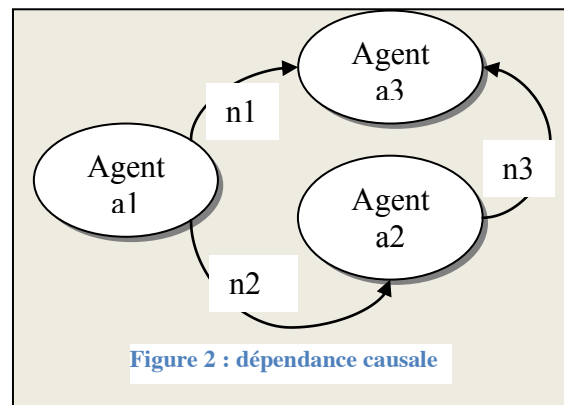 Agent
a3
n1
Agent
a1
n3
Agent
a2
n2
Figure 2 : dépendance causale